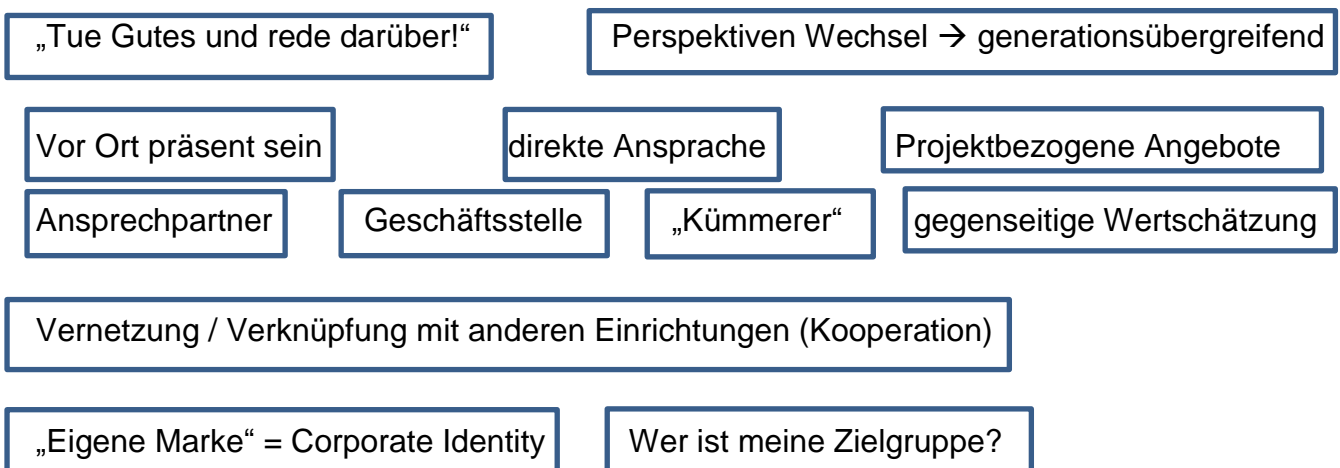 „Tue Gutes und rede darüber!“ Perspektiven Wechsel → generationsübergreifend
Vor Ort präsent sein direkte Ansprache Projektbezogene Angebote
Ansprechpartner Geschäftsstelle „Kümmerer“ gegenseitige Wertschätzung
Vernetzung / Verknüpfung mit anderen Einrichtungen (Kooperation)
„Eigene Marke“ = Corporate Identity Wer ist meine Zielgruppe?